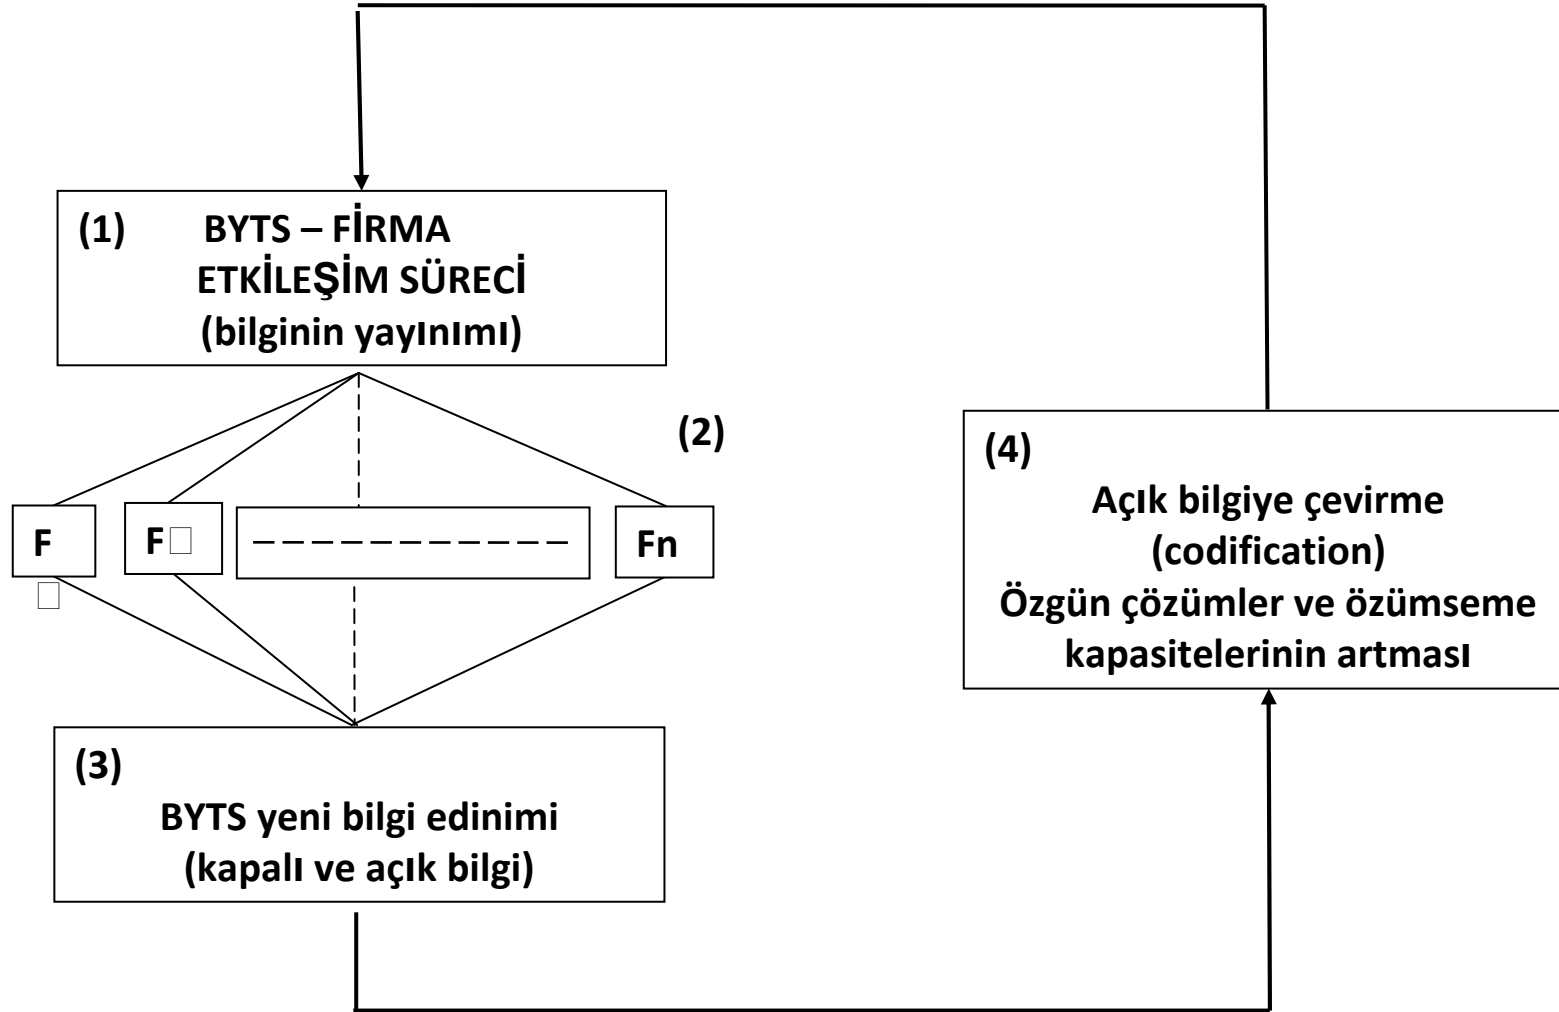 (1) BYTS – FİRMA
ETKİLEŞİM SÜRECİ
(bilginin yayınımı)
(2)
F□
F□
Fn
(3)
BYTS yeni bilgi edinimi
(kapalı ve açık bilgi)
(4)
Açık bilgiye çevirme
(codification)
Özgün çözümler ve özümseme
kapasitelerinin artması